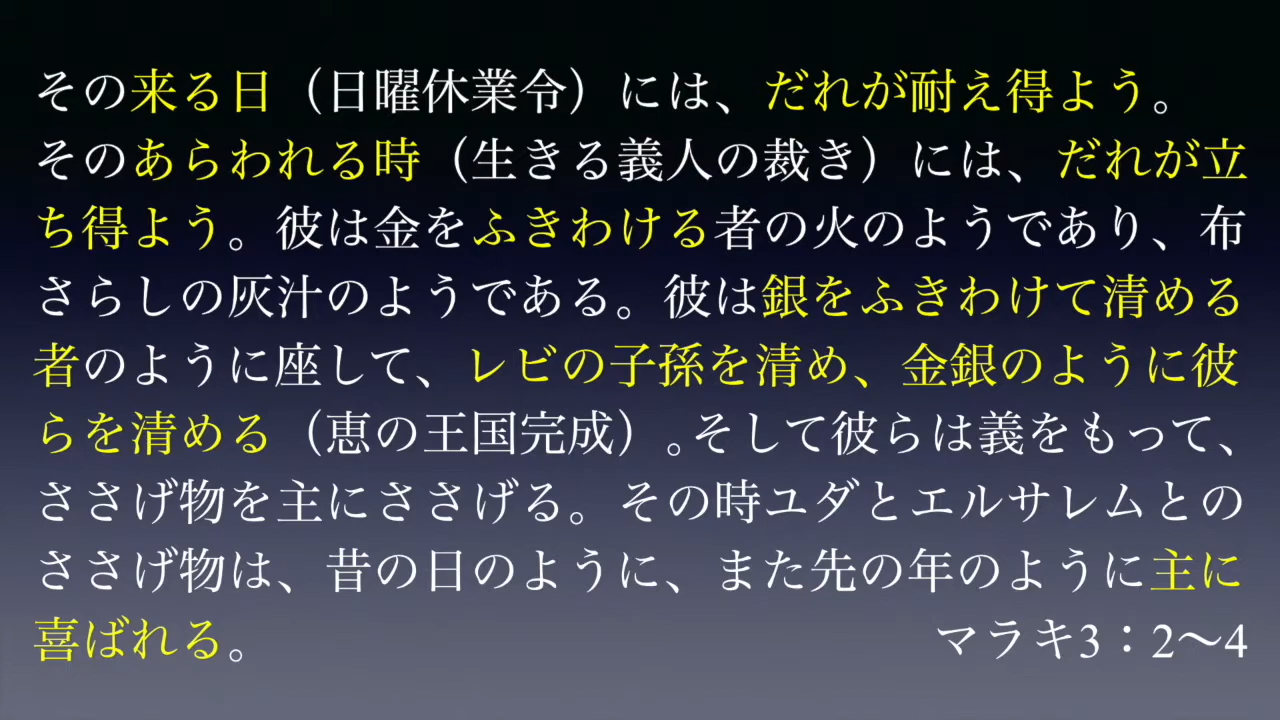 その来る日（日曜休業令）には、だれが耐え得よう。
そのあらわれる時（生きる義人の裁き）には、だれが立
ち得よう。彼は金をふきわける者の火のようであり、布
さらしの灰汁のようである。彼は銀をふきわけて清める
者のように座して、レビの子孫を清め、金銀のように彼
らを清める（恵の王国完成）。そして彼らは義をもって、
ささげ物を主にささげる。その時ユダとエルサレムとの
ささげ物は、昔の日のように、また先の年のように主に
喜ばれる。 マラキ3：2〜4